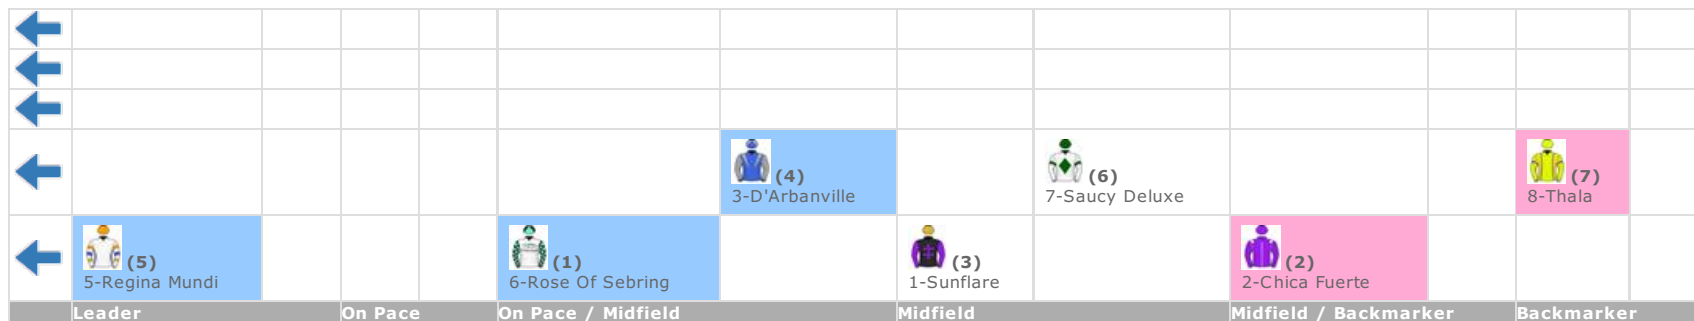 (4)
3-D'Arbanville
(6)
7-Saucy Deluxe
(7)
8-Thala
(5)
5-Regina Mundi
(1)
6-Rose Of Sebring
(3)
1-Sunflare
(2)
2-Chica Fuerte
Leader On Pace On Pace / Midfield Midfield Midfield / Backmarker Backmarker